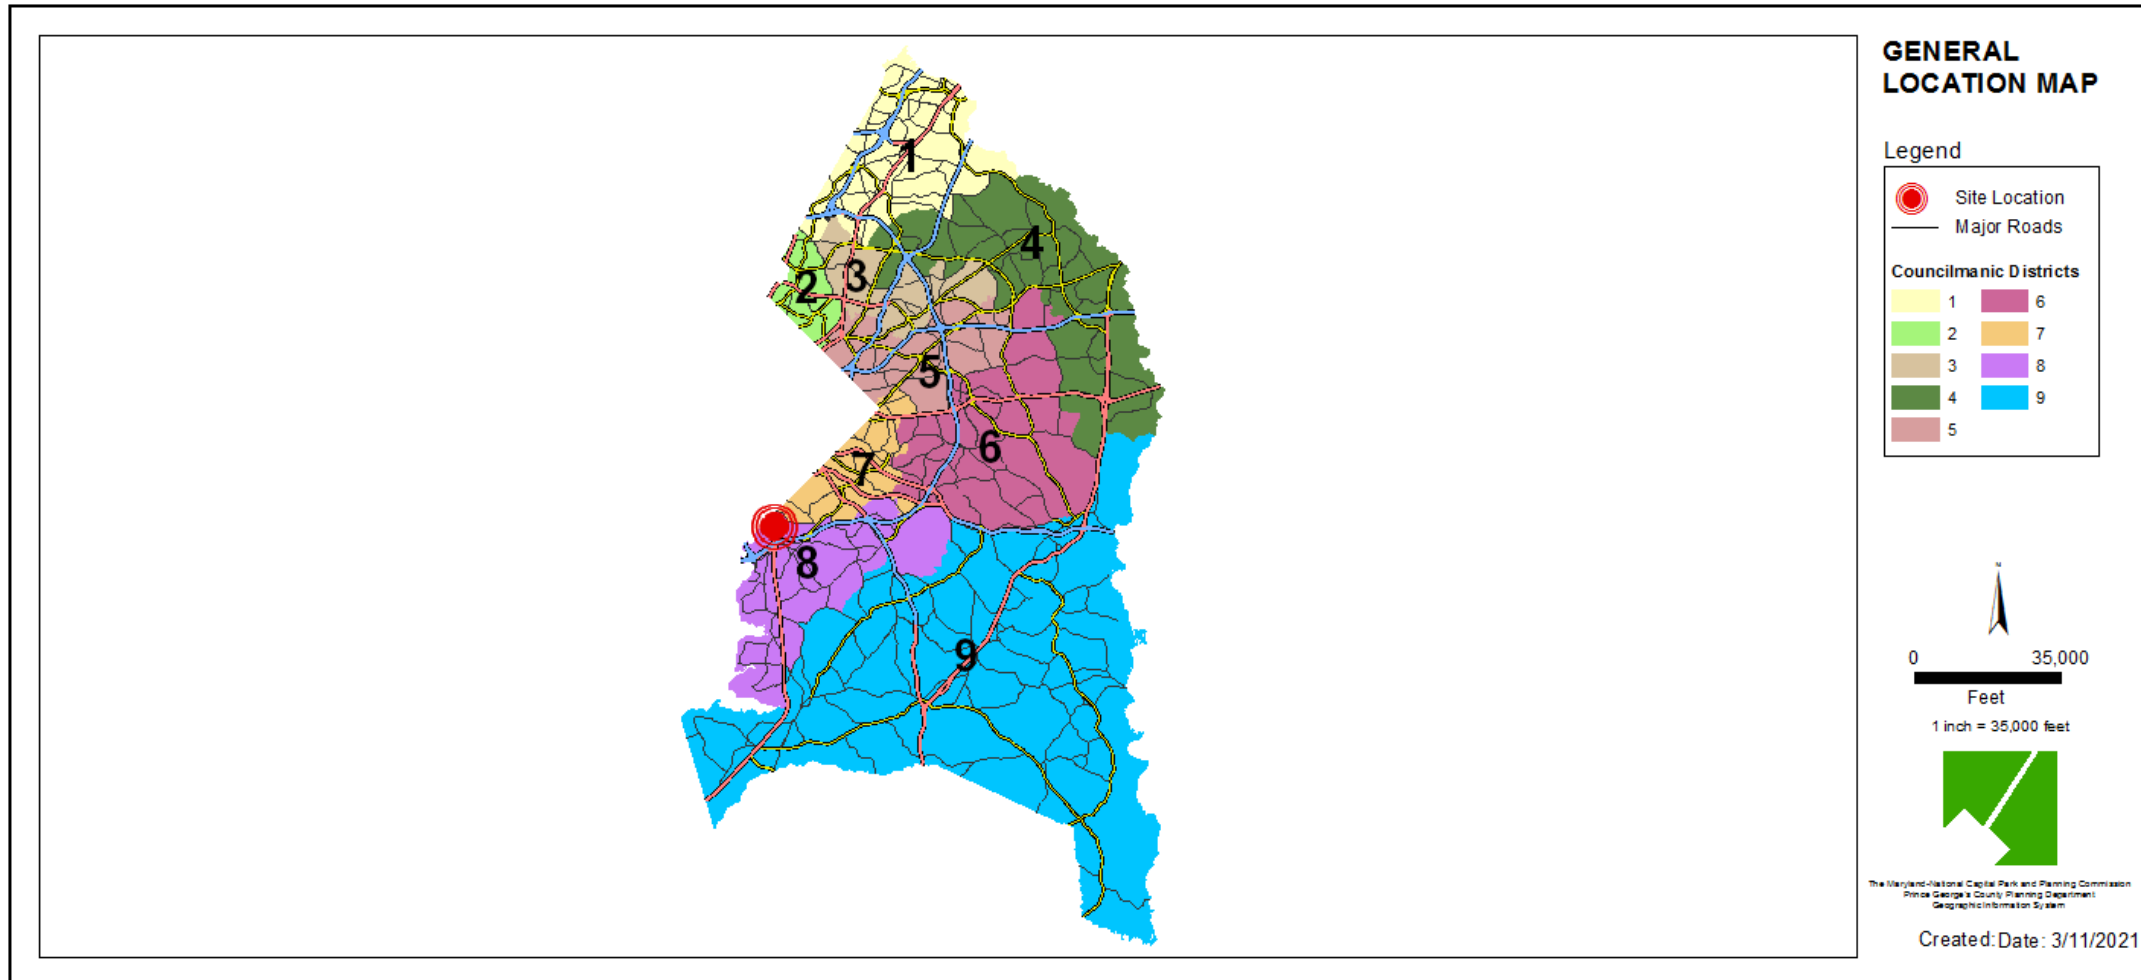 GENERAL
LOCATION MAP
Legend
Site Location
Major Roads
Councilmanic Districts
1 6
2 7
3 8
4 9
5
1
4
3
2
5
6
7
8
9
N
0 35,000
Feet
1 inch = 35,000 feet
The Maryland-National Capital Park and Planning Commission
Prince George's County Planning Department
Geographic Information System
Created: Date: 3/11/2021